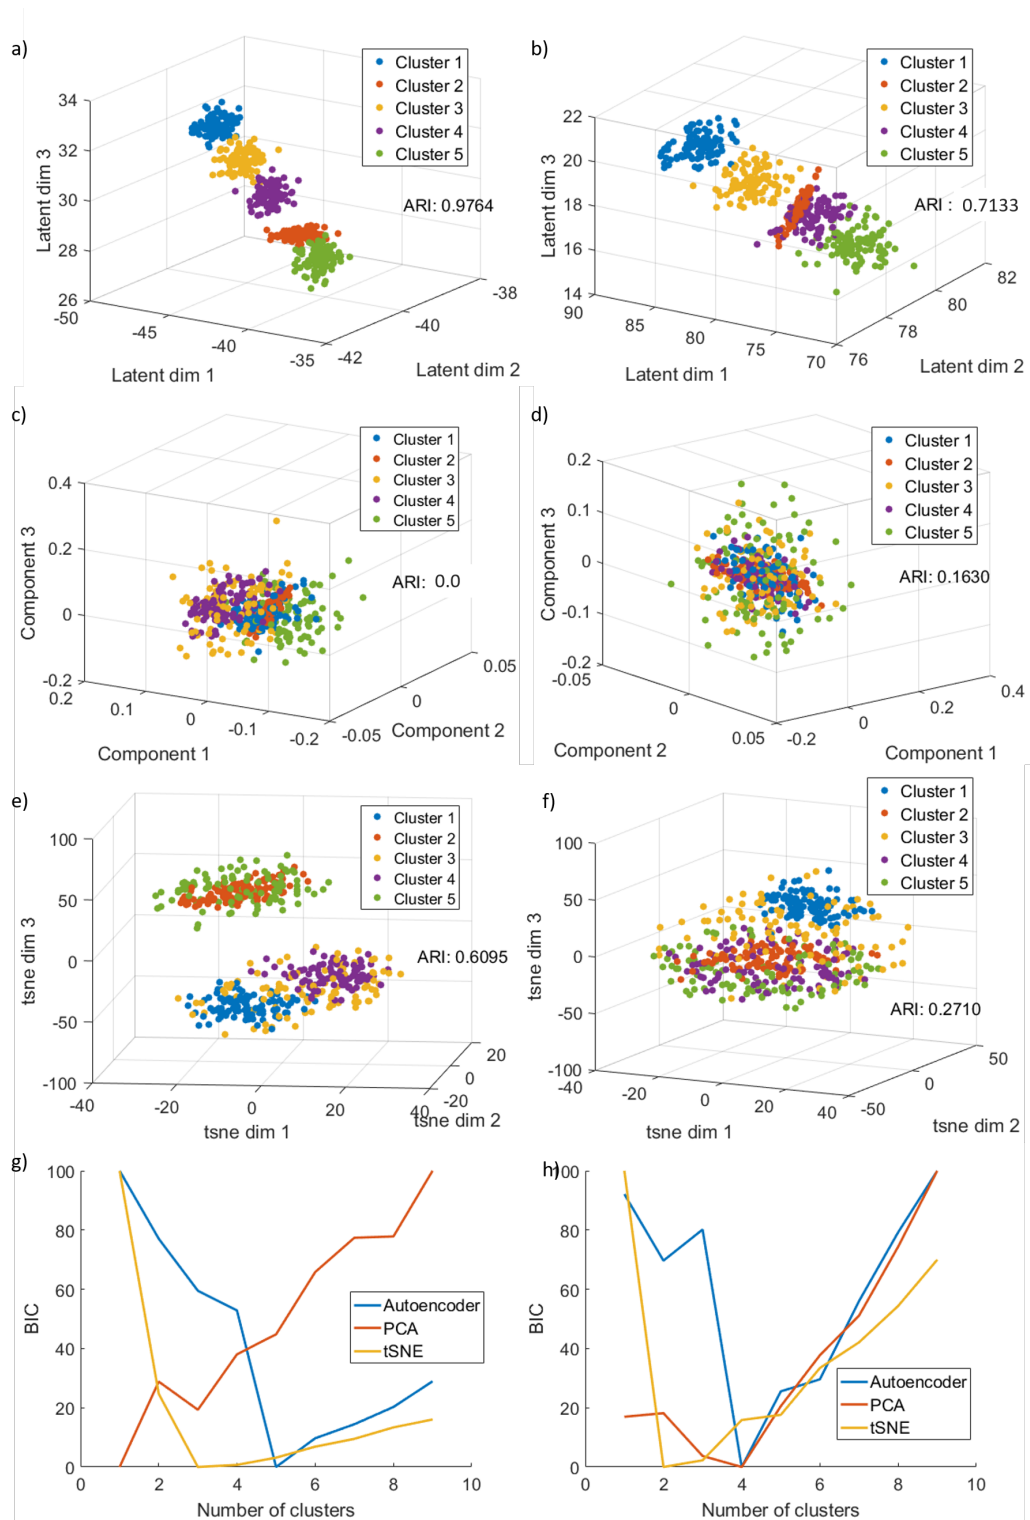 a)
Cluster 1
Cluster 2
Cluster 3
Cluster 4
Cluster 5
ARI: 0.9764
34
32
30
28
26
Latent dim 3
-50
-45
-40
-35
Latent dim 1
-42
-40
-38
Latent dim 2
b)
Cluster 1
Cluster 2
Cluster 3
Cluster 4
Cluster 5
ARI : 0.7133
22
20
18
16
14
Latent dim 3
90
85
80
75
70
Latent dim 1
76
78
80
82
Latent dim 2
c)
Cluster 1
Cluster 2
Cluster 3
Cluster 4
Cluster 5
ARI: 0.0
0.4
0.2
0
-0.2
Component 3
0.2
0.1
0
-0.1
-0.2
Component 1
-0.05
0
0.05
Component 2
d)
Cluster 1
Cluster 2
Cluster 3
Cluster 4
Cluster 5
ARI: 0.1630
0.2
0.1
0
-0.1
-0.2
Component 3
-0.05
0
0.05
Component 2
-0.2
0
0.2
0.4
Component 1
e)
Cluster 1
Cluster 2
Cluster 3
Cluster 4
Cluster 5
ARI: 0.6095
100
50
0
-50
-100
tsne dim 3
-40
-20
0
20
40
tsne dim 1
-20
0
20
tsne dim 2
f)
Cluster 1
Cluster 2
Cluster 3
Cluster 4
Cluster 5
ARI: 0.2710
100
50
0
-50
-100
tsne dim 3
-40
-20
0
20
40
tsne dim 1
-50
0
50
tsne dim 2
g)
100
80
60
40
20
0
BIC
Autoencoder
PCA
tSNE
0
2
4
6
8
10
Number of clusters
h)
100
80
60
40
20
0
BIC
Autoencoder
PCA
tSNE
0
2
4
6
8
10
Number of clusters